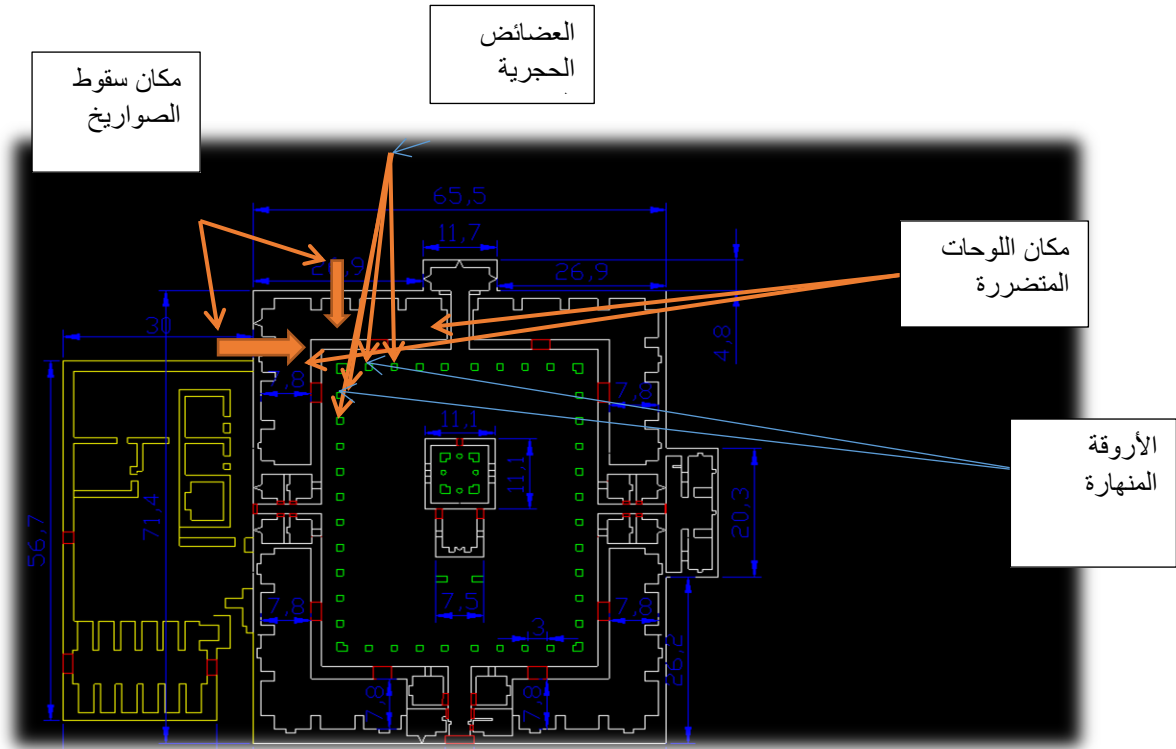 العضائض
الحجرية
.
مكان سقوط
الصواريخ
65,5
11,7
26,9
مكان اللوحات
المتضررة
30
4,8
7,8
7,8
11,1
11,1
الأروقة
المنهارة
71,4
56,7
20,3
7,5
7,8
7,8
,3
26,2
7,8
7,8